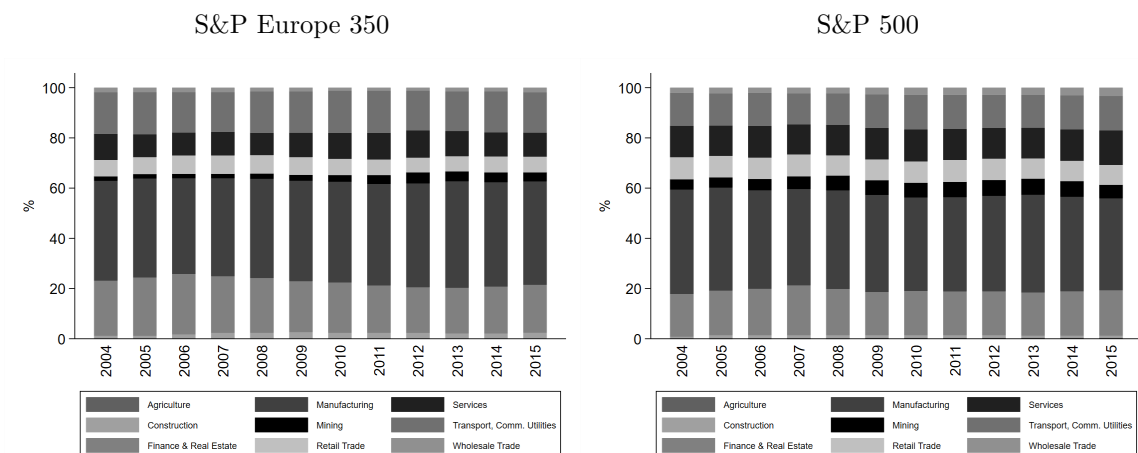 S&P Europe 350
100
80
60
40
20
0
%
2004 2005 2006 2007 2008 2009 2010 2011 2012 2013 2014 2015
Agriculture Manufacturing Services
Construction Mining Transport, Comm. Utilities
Finance & Real Estate Retail Trade Wholesale Trade
S&P 500
100
80
60
40
20
0
%
2004 2005 2006 2007 2008 2009 2010 2011 2012 2013 2014 2015
Agriculture Manufacturing Services
Construction Mining Transport, Comm. Utilities
Finance & Real Estate Retail Trade Wholesale Trade